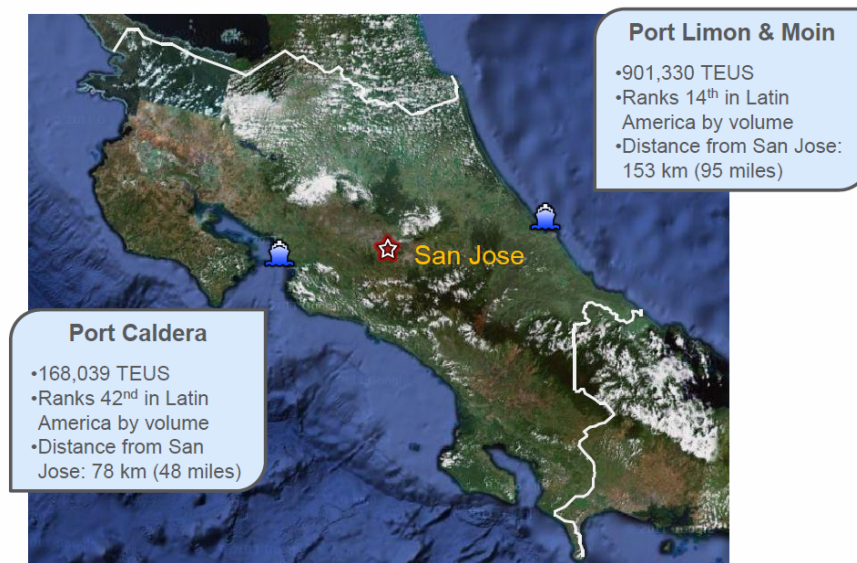 Port Limon & Moin
•901,330 TEUS
•Ranks 14th in Latin
America by volume
•Distance from San Jose:
153 km (95 miles)
San Jose
Port Caldera
•168,039 TEUS
•Ranks 42nd in Latin
America by volume
•Distance from San
Jose: 78 km (48 miles)